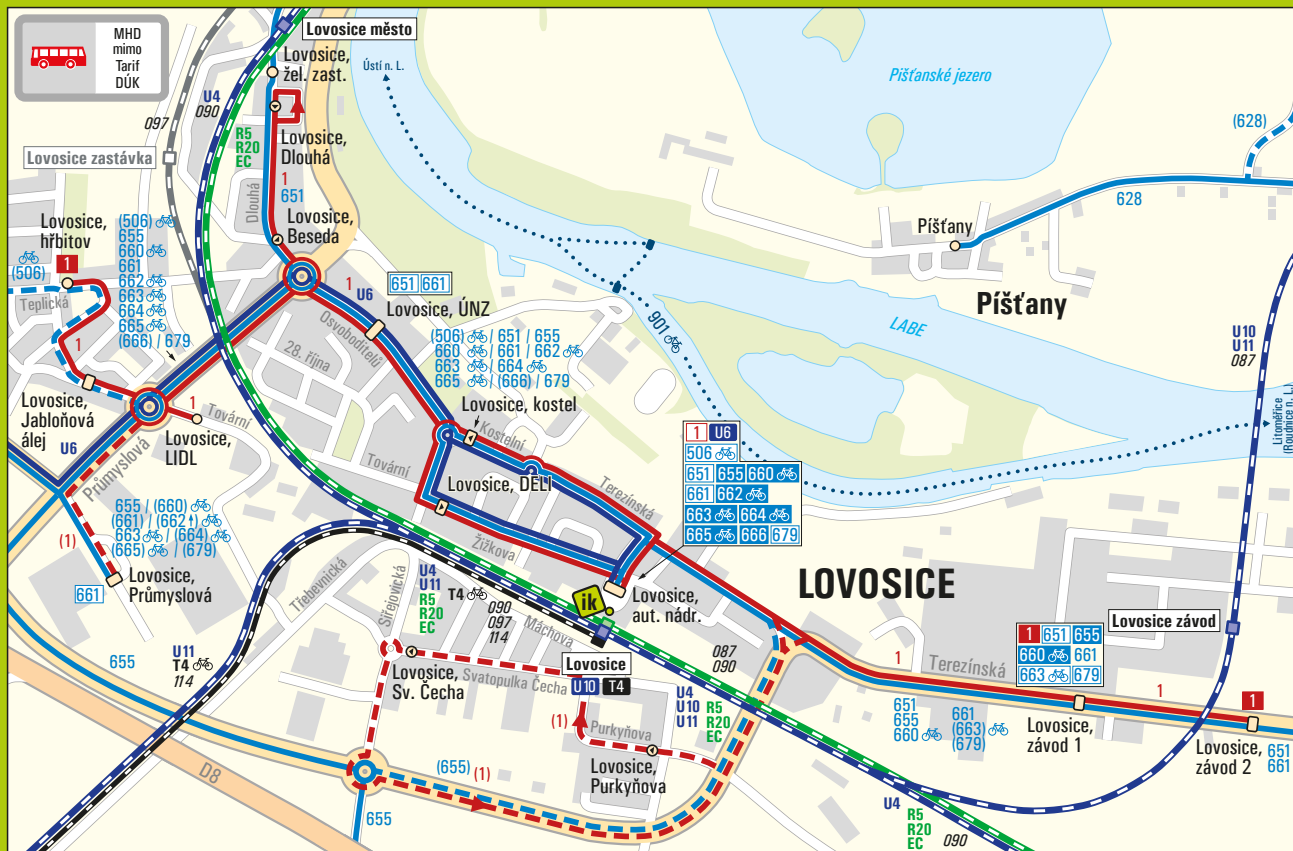 MHD
mimo
Tarif
DÚK
Lovosice město
Lovosice,
žel. zast.
Ústí n. L.
Píšťanské jezero
U4
090
097
R5
R20
EC
Lovosice zastávka
Lovosice,
Dlouhá
1
651
Dlouhá
(628)
628
Píšťany
Píšťany
Lovosice,
hřbitov
1
(506)
Teplická
(506)
655
660
661
662
663
664
665
(666) / 679
Lovosice,
Beseda
1
U6
651 661
Lovosice, ÚNZ
Osvoboditelů
28. října
(506) / 651 / 655
660 / 661 / 662
663 / 664
665 / (666) / 679
901
LABE
U10
U11
087
Litoměřice
(Roudnice n. L.)
1
Lovosice,
Jabloňová
alej
U6
1
Tovární
Lovosice,
LIDL
Průmyslová
Lovosice, kostel
Kostelní
Tovární
Lovosice, DELI
Terezínská
Žižkova
1 U6
506
651 655 660
661 662
663 664
665 666 679
655 / (660)
(661) / (662)
663 / (664)
(665) / (679)
(1)
661
Lovosice,
Průmyslová
Třebevnická
Siřejovická
U4
U11
R5
R20
EC
T4
090
097
114
Máchova
ik
Lovosice,
aut. nádr.
LOVOSICE
087
090
Lovosice závod
1 651 655
660 661
663 679
1
Terezínská
1
1
655
U11
T4
114
Lovosice,
Sv. Čecha
Svatopluka Čecha
Lovosice
U10 T4
(1)
Purkyňova
Lovosice,
Purkyňova
U4
U10
U11
R5
R20
EC
651
655
660
661
(663)
(679)
Lovosice,
závod 1
Lovosice,
závod 2
651
661
D8
655
(655) (1)
U4
R5
R20
EC
090